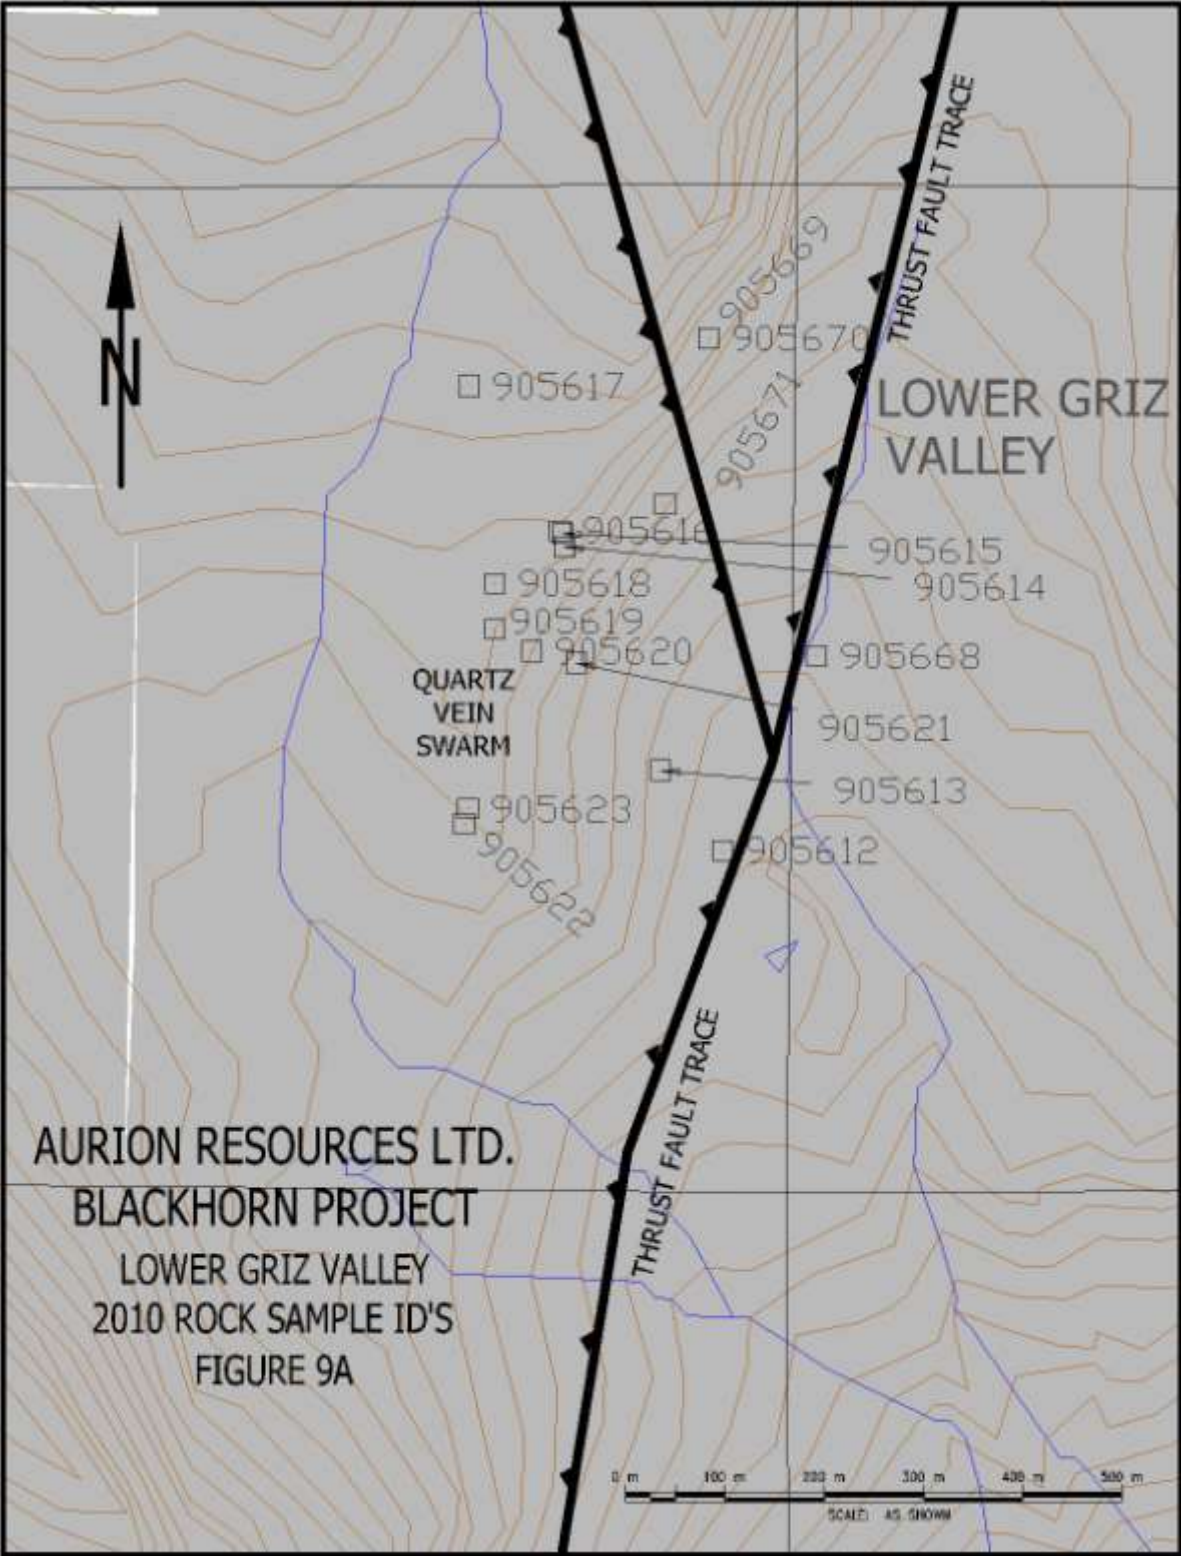 THRUST FAULT TRACE
905669
905670
905617
905671
LOWER GRIZ
VALLEY
N
905616
905615
905614
905618
905619
905620
905668
QUARTZ
VEIN
SWARM
905621
905613
905623
905612
905622
THRUST FAULT TRACE
AURION RESOURCES LTD.
BLACKHORN PROJECT
LOWER GRIZ VALLEY
2010 ROCK SAMPLE ID'S
FIGURE 9A
0 m 100 m 200 m 300 m 400 m 500 m
SCALE: AS SHOWN